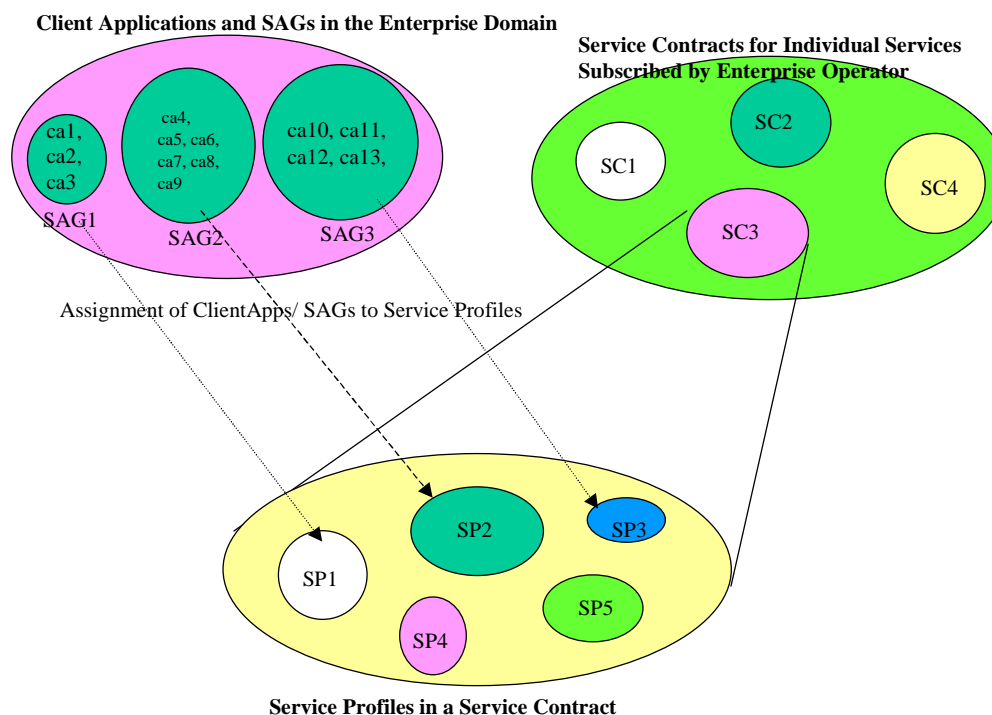 Client Applications and SAGs in the Enterprise Domain
Service Contracts for Individual Services
Subscribed by Enterprise Operator
ca1,
ca2,
ca3
SAG1
ca4,
ca5, ca6,
ca7, ca8,
ca9
SAG2
ca10, ca11,
ca12, ca13,
SAG3
SC1
SC2
SC3
SC4
Assignment of ClientApps/ SAGs to Service Profiles
SP1
SP2
SP3
SP4
SP5
Service Profiles in a Service Contract